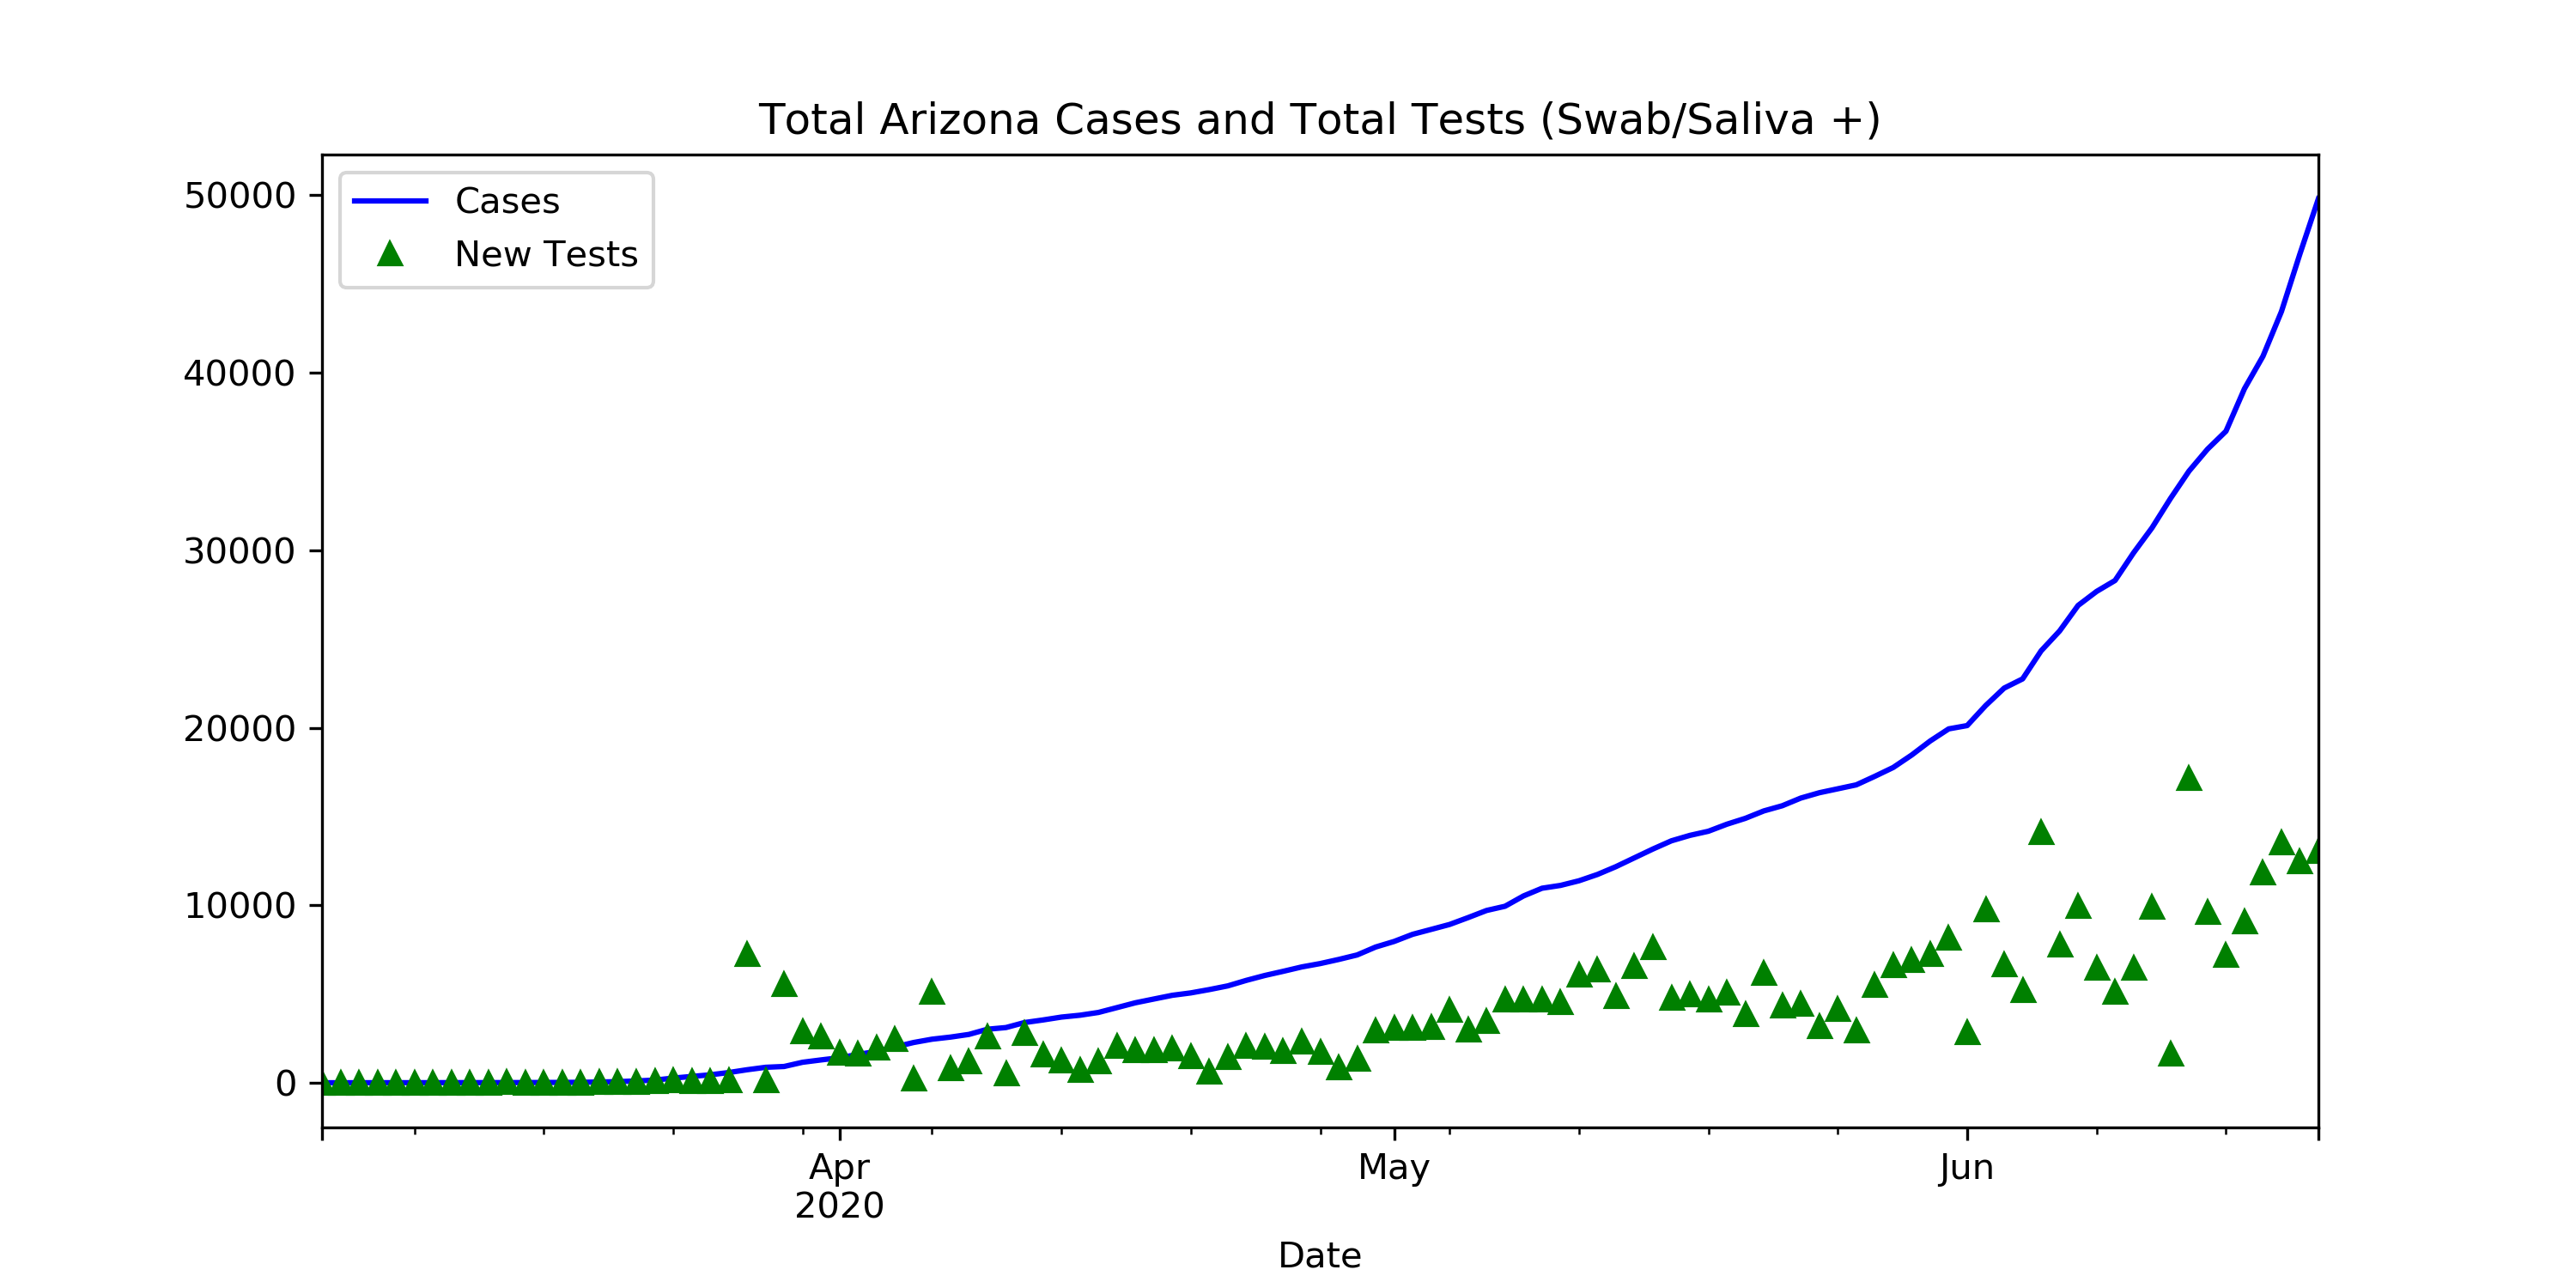 Total Arizona Cases and Total Tests (Swab/Saliva +)
Cases
New Tests
50000
40000
30000
20000
10000
0
Apr
2020
May
Jun
Date